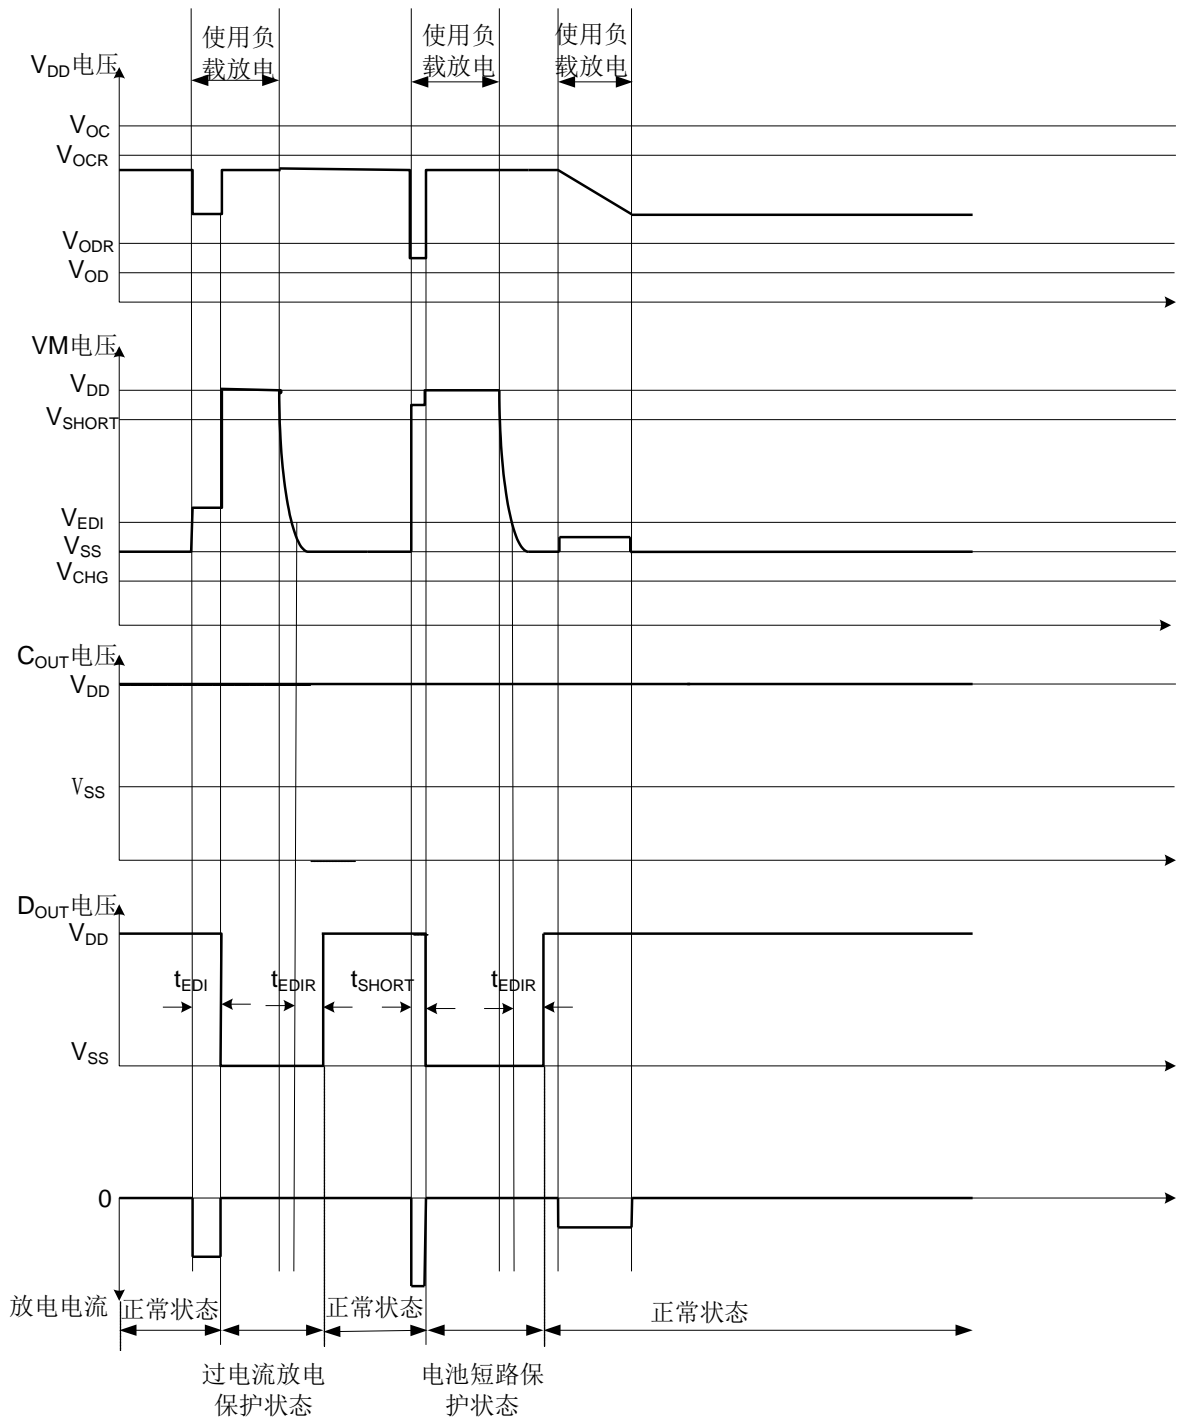 使用负
载放电
使用负
载放电
使用负
载放电
VDD电压
VOC
VOCR
VODR
VOD
VM电压
VDD
VSHORT
VEDI
VSS
VCHG
COUT电压
VDD
VSS
DOUT电压
VDD
tEDI
tEDIR
tSHORT
tEDIR
VSS
0
放电电流
正常状态
正常状态
正常状态
过电流放电
保护状态
电池短路保
护状态